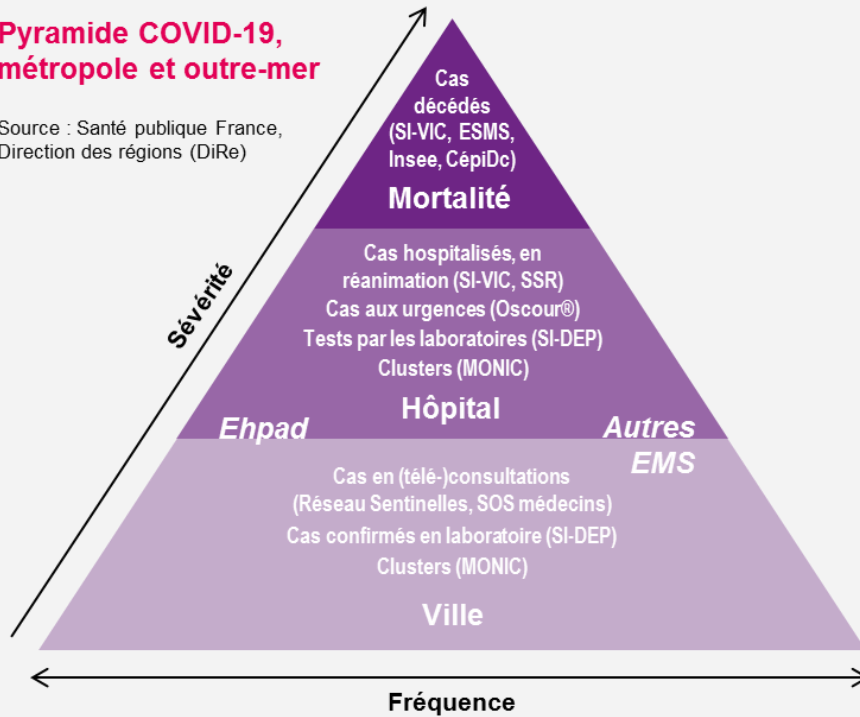 Pyramide COVID-19,
métropole et outre-mer
Source : Santé publique France,
Direction des régions (DiRe)
Cas
décédés
(SI-VIC, ESMS,
Insee, CépiDc)
Mortalité
Sévérité
Cas hospitalisés, en
réanimation (SI-VIC, SSR)
Cas aux urgences (Oscour®)
Tests par les laboratoires (SI-DEP)
Clusters (MONIC)
Hôpital
Ehpad
Autres
EMS
Cas en (télé-)consultations
(Réseau Sentinelles, SOS médecins)
Cas confirmés en laboratoire (SI-DEP)
Clusters (MONIC)
Ville
Fréquence